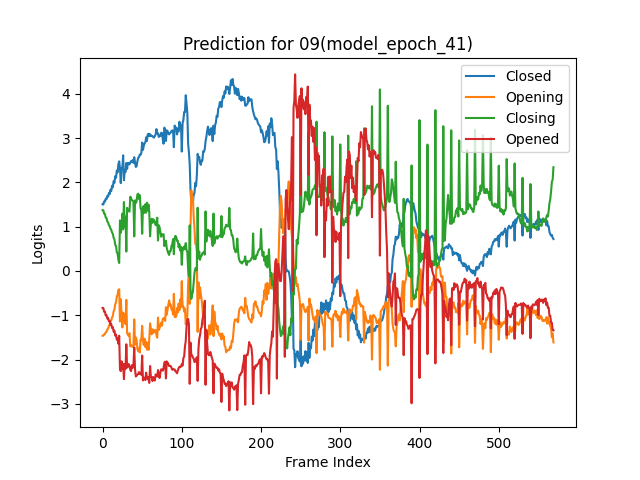 Prediction for 09(model_epoch_41)
Closed
Opening
Closing
Opened
Logits
4
3
2
1
0
−1
−2
−3
0 100 200 300 400 500
Frame Index